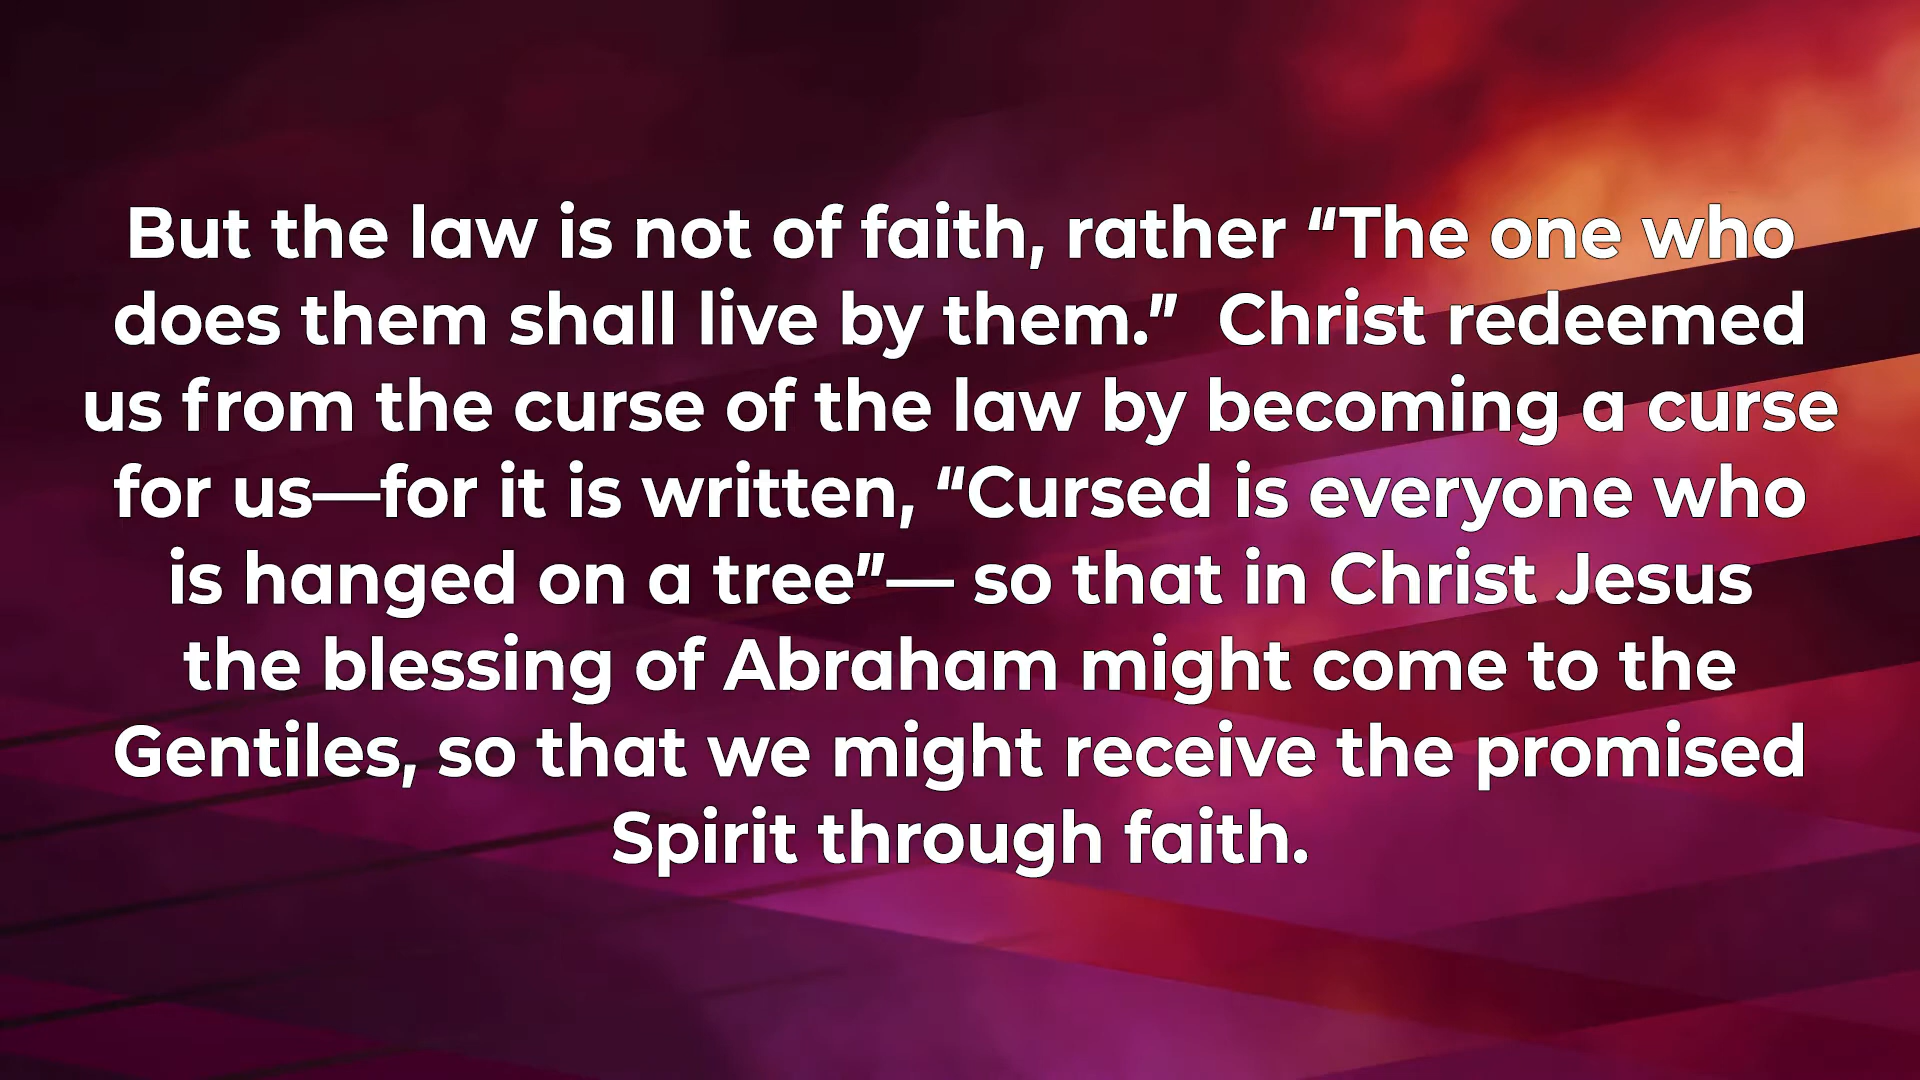 But the law is not of faith, rather “The one who
does them shall live by them.”  Christ redeemed
us from the curse of the law by becoming a curse
for us—for it is written, “Cursed is everyone who
is hanged on a tree”— so that in Christ Jesus
the blessing of Abraham might come to the
Gentiles, so that we might receive the promised
Spirit through faith.